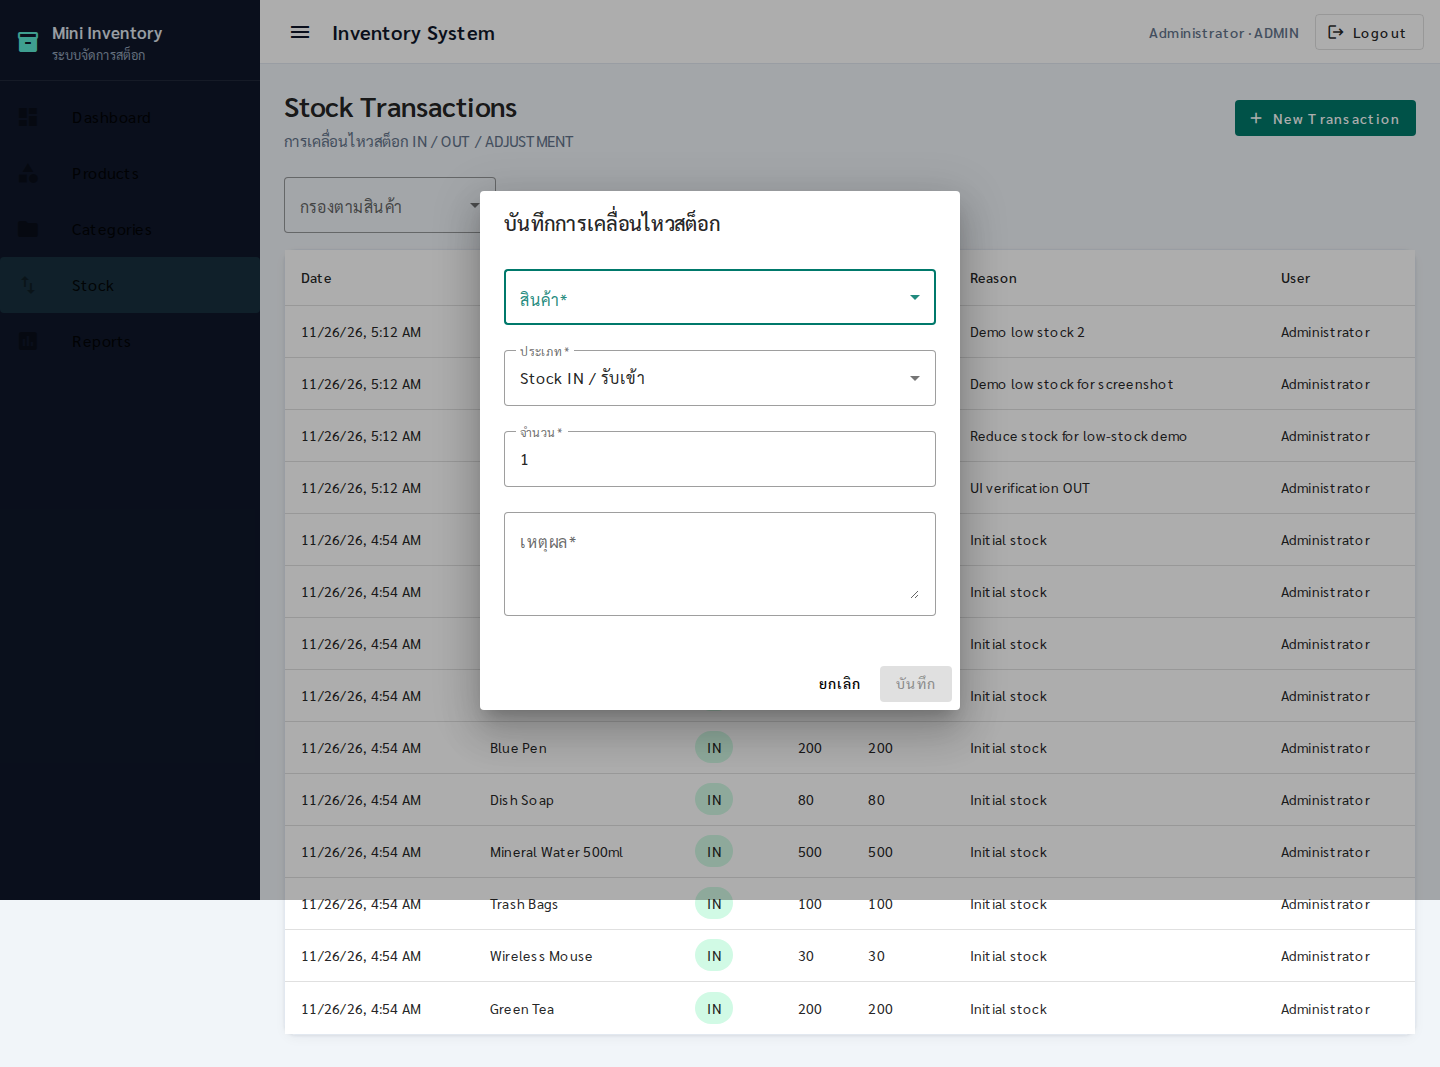 Mini Inventory
ระบบจัดการสต็อก
Dashboard
Products
Categories
Stock
Reports
Inventory System
Administrator · ADMIN
Logout
Stock Transactions
การเคลื่อนไหวสต็อก IN / OUT / ADJUSTMENT
New Transaction
กรองตามสินค้า
บันทึกการเคลื่อนไหวสต็อก
สินค้า*
ประเภท*
Stock IN / รับเข้า
จำนวน*
1
เหตุผล*
ยกเลิก
บันทึก
Date Reason User
11/26/26, 5:12 AM Demo low stock 2 Administrator
11/26/26, 5:12 AM Demo low stock for screenshot Administrator
11/26/26, 5:12 AM Reduce stock for low-stock demo Administrator
11/26/26, 5:12 AM UI verification OUT Administrator
11/26/26, 4:54 AM Initial stock Administrator
11/26/26, 4:54 AM Initial stock Administrator
11/26/26, 4:54 AM Initial stock Administrator
11/26/26, 4:54 AM Initial stock Administrator
11/26/26, 4:54 AM Blue Pen IN 200 200 Initial stock Administrator
11/26/26, 4:54 AM Dish Soap IN 80 80 Initial stock Administrator
11/26/26, 4:54 AM Mineral Water 500ml IN 500 500 Initial stock Administrator
11/26/26, 4:54 AM Trash Bags IN 100 100 Initial stock Administrator
11/26/26, 4:54 AM Wireless Mouse IN 30 30 Initial stock Administrator
11/26/26, 4:54 AM Green Tea IN 200 200 Initial stock Administrator